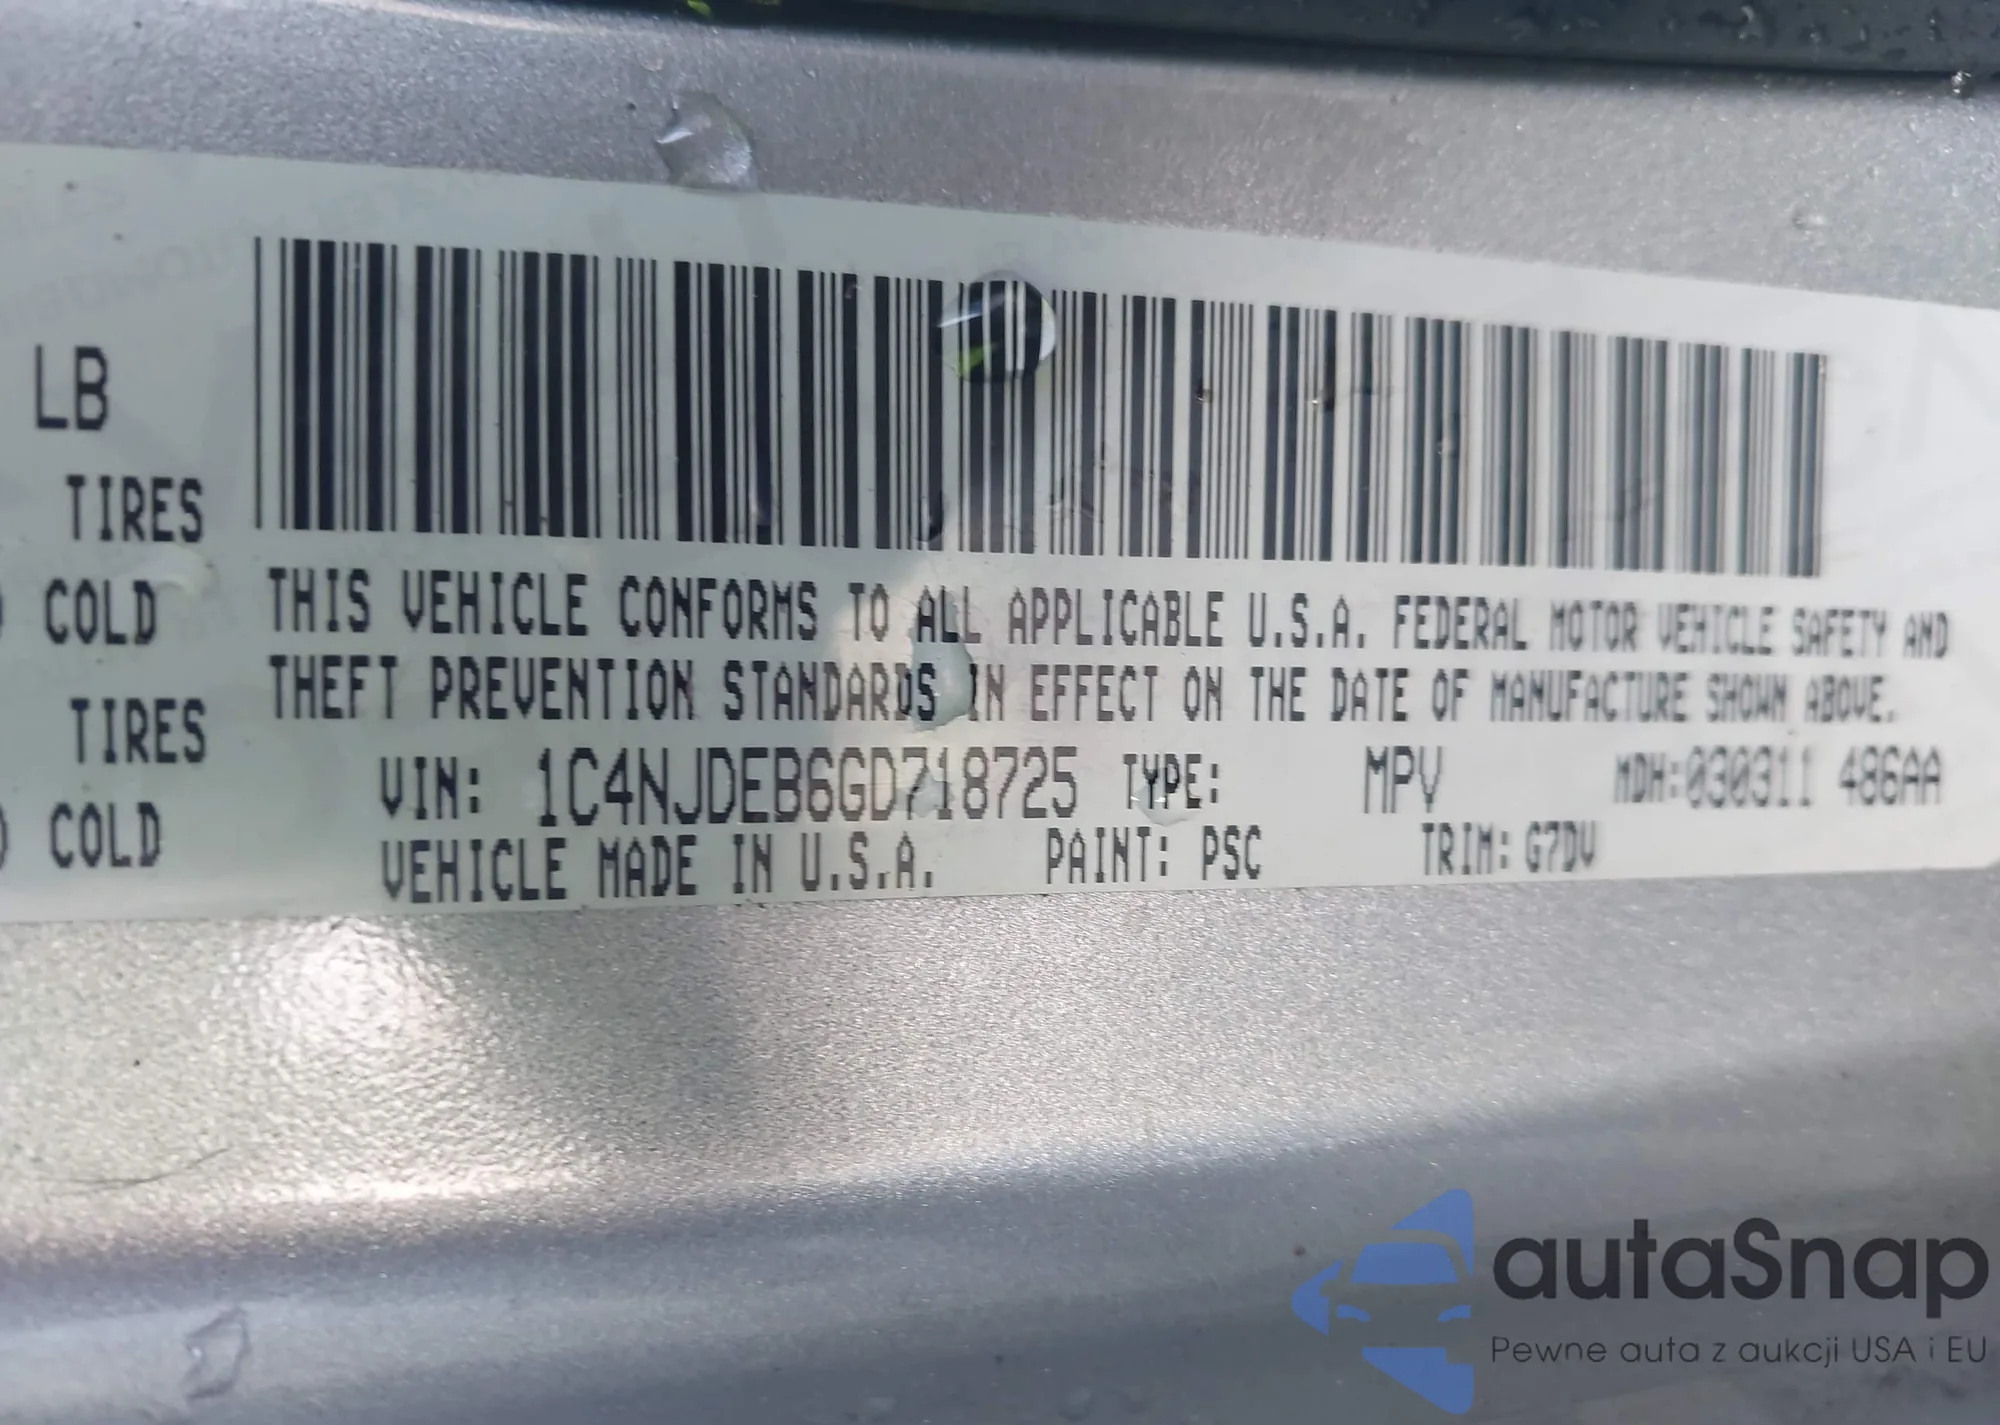 LB
TIRES
COLD
TIRES
COLD
THIS VEHICLE CONFORMS TO ALL APPLICABLE U.S.A. FEDERAL MOTOR VEHICLE SAFETY AND
THEFT PREVENTION STANDARDS IN EFFECT ON THE DATE OF MANUFACTURE SHOWN ABOVE.
VIN: 1C4NJDEB6GD718725 TYPE: MPV MDH:030311 486AA
VEHICLE MADE IN U.S.A. PAINT: PSC TRIM: G7DV
autaSnap
Pewne auta z aukcji USA i EU